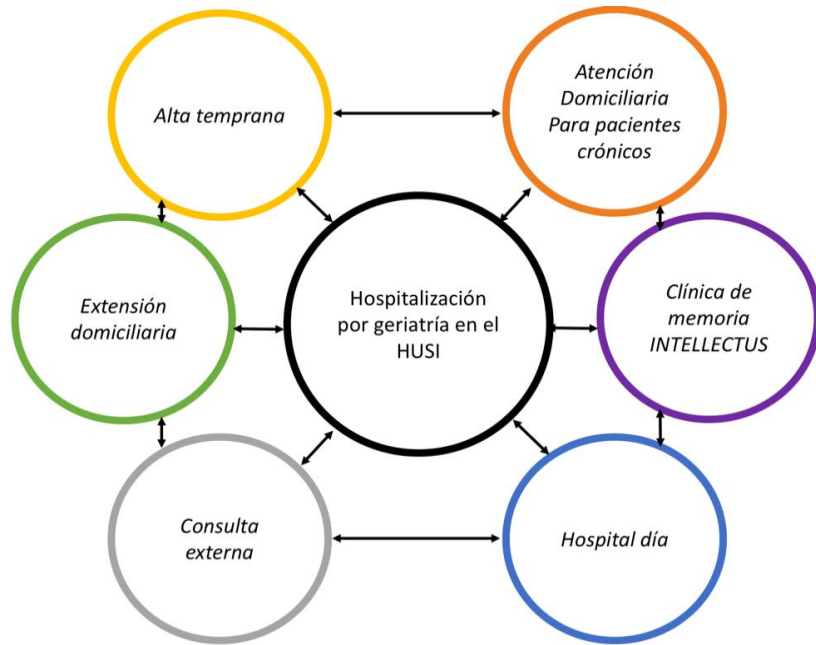 Alta temprana
Atención
Domiciliaria
Para pacientes
crónicos
Extensión
domiciliaria
Hospitalización
por geriatría en el
HUSI
Clínica de
memoria
INTELLECTUS
Consulta
externa
Hospital día